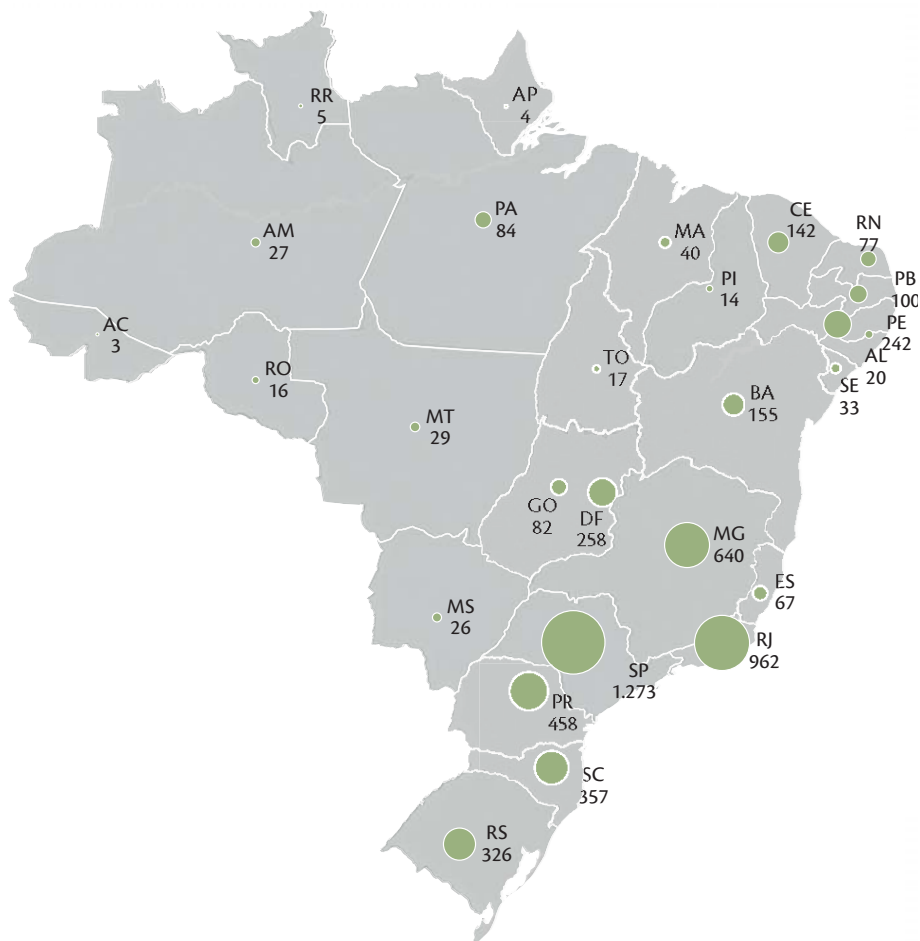 RR
5
AP
4
PA
84
AM
27
MA
40
CE
142
RN
77
PI
14
PB
100
AC
3
PE
242
RO
16
TO
17
AL
20
SE
33
BA
155
MT
29
GO
82
DF
258
MG
640
ES
67
MS
26
RJ
962
SP
1.273
PR
458
SC
357
RS
326